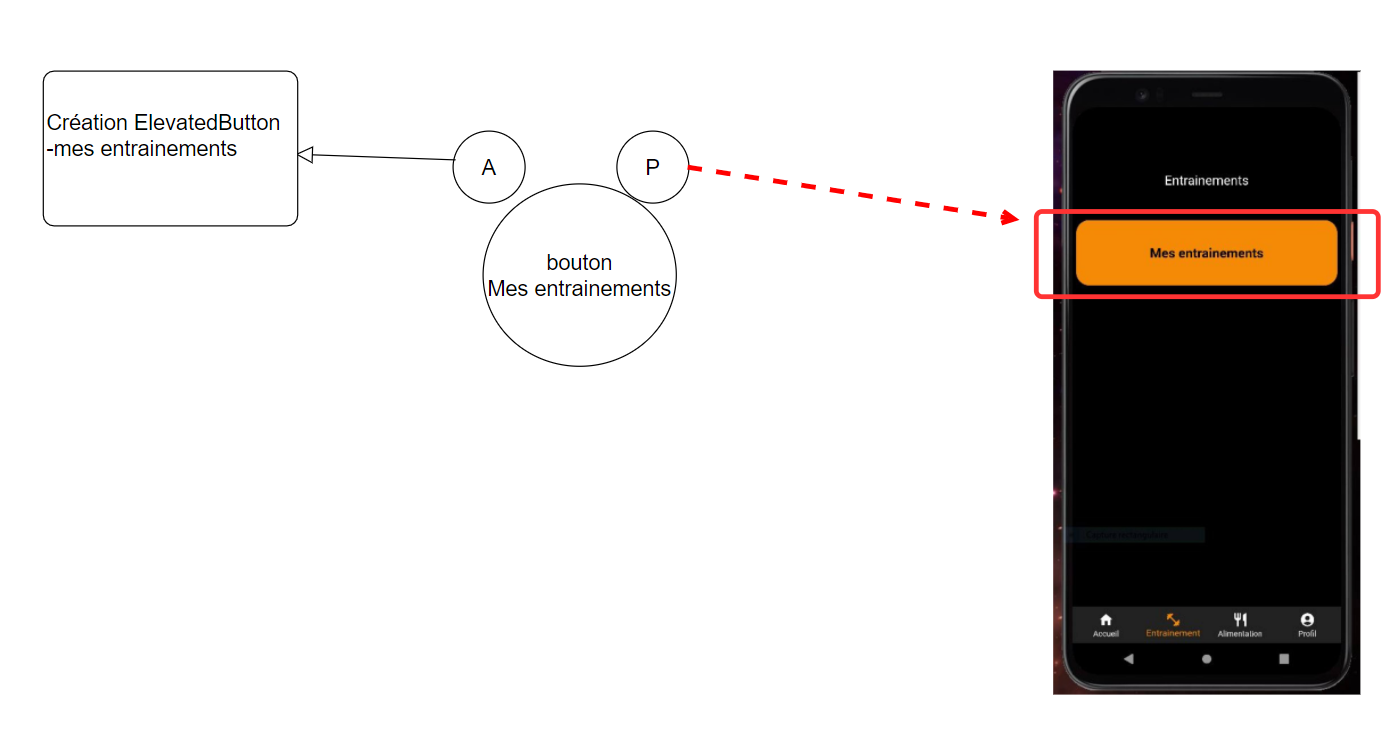 Création ElevatedButton
-mes entrainements
A
P
bouton
Mes entrainements
Entrainements
Mes entrainements
Accueil
Entrainement
Alimentation
Profil